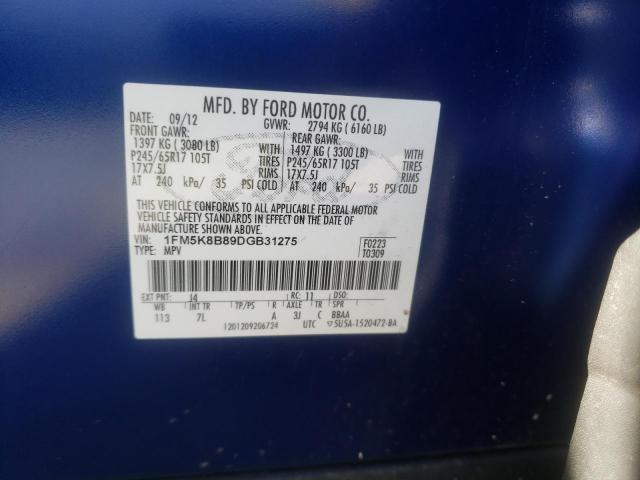 MFD. BY FORD MOTOR CO.
DATE: 09/12 GVWR: 2794 KG ( 6160 LB)
FRONT GAWR: REAR GAWR:
1397 KG ( 3080 LB) WITH 1497 KG ( 3300 LB) WITH
P245/65R17 105T TIRES P245/65R17 105T TIRES
17X7.5J RIMS 17X7.5J RIMS
AT 240 kPa/ 35 PSI COLD AT 240 kPa/ 35 PSI COLD
THIS VEHICLE CONFORMS TO ALL APPLICABLE FEDERAL MOTOR
VEHICLE SAFETY STANDARDS IN EFFECT ON THE DATE OF
MANUFACTURE SHOWN ABOVE.
VIN: 1FM5K8B89DGB31275 F0223
TYPE: MPV T0309
EXT PNT: J4 RC: 11 DSO:
WB INT TR TP/PS R AXLE TR SPR
113 7L A 3J C BBAA
1201209206724 UTC ▽5U5A-1520472-BA